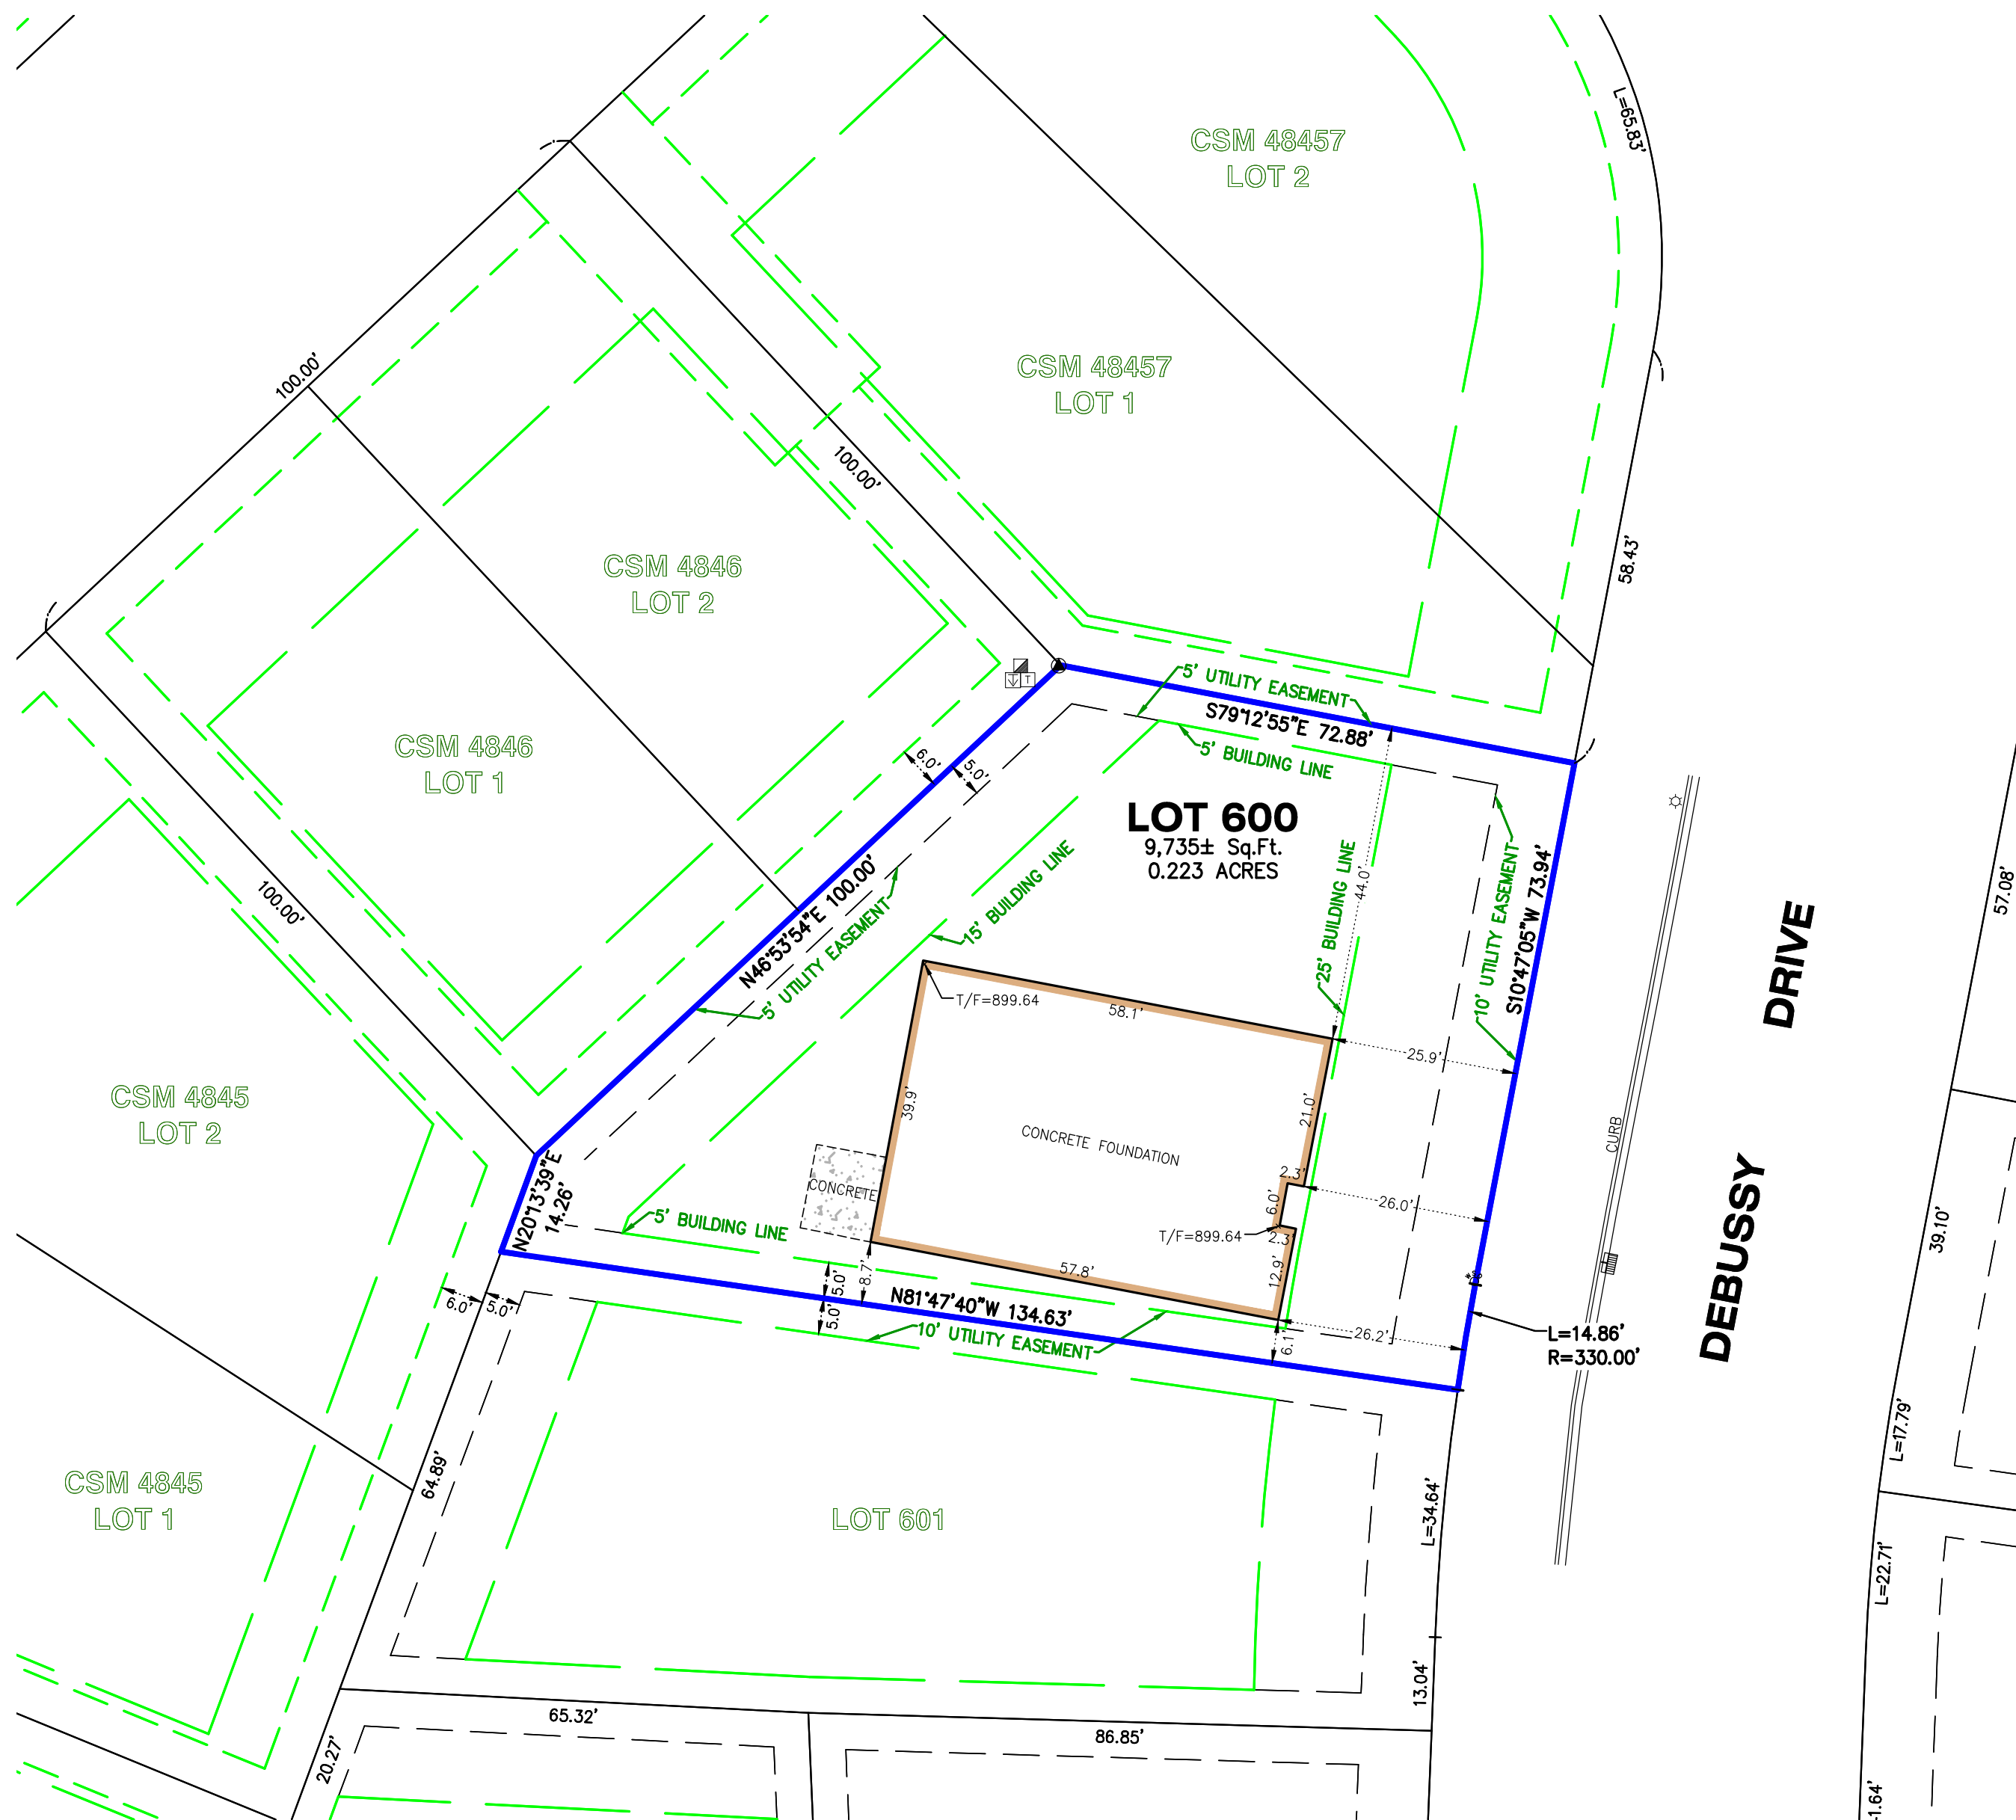 L=65.83'
CSM 48457
LOT 2
100.00'
CSM 48457
LOT 1
100.00'
58.43'
CSM 4846
LOT 2
5' UTILITY EASEMENT
S79°12'55"E 72.88'
5' BUILDING LINE
T
6.0'
5.0'
CSM 4846
LOT 1
LOT 600
9,735± Sq.Ft.
0.223 ACRES
100.00'
N46°53'54"E 100.00'
5' UTILITY EASEMENT
15' BUILDING LINE
25' BUILDING LINE
44.0'
10' UTILITY EASEMENT
S10°47'05"W 73.94'
57.08'
DEBUSSY DRIVE
T/F=899.64
58.1'
25.9'
39.9'
21.0'
CONCRETE FOUNDATION
CURB
CSM 4845
LOT 2
N20°13'39"E
14.26'
CONCRETE
2.3'
6.0'
26.0'
T/F=899.64
2.3'
12.9'
5' BUILDING LINE
39.10'
57.8'
8.7'
5.0'
5.0'
N81°47'40"W 134.63'
10' UTILITY EASEMENT
6.1'
26.2'
6.0'
5.0'
L=14.86'
R=330.00'
L=17.79'
64.89'
CSM 4845
LOT 1
LOT 601
L=34.64'
L=22.71'
13.04'
65.32'
86.85'
20.27'